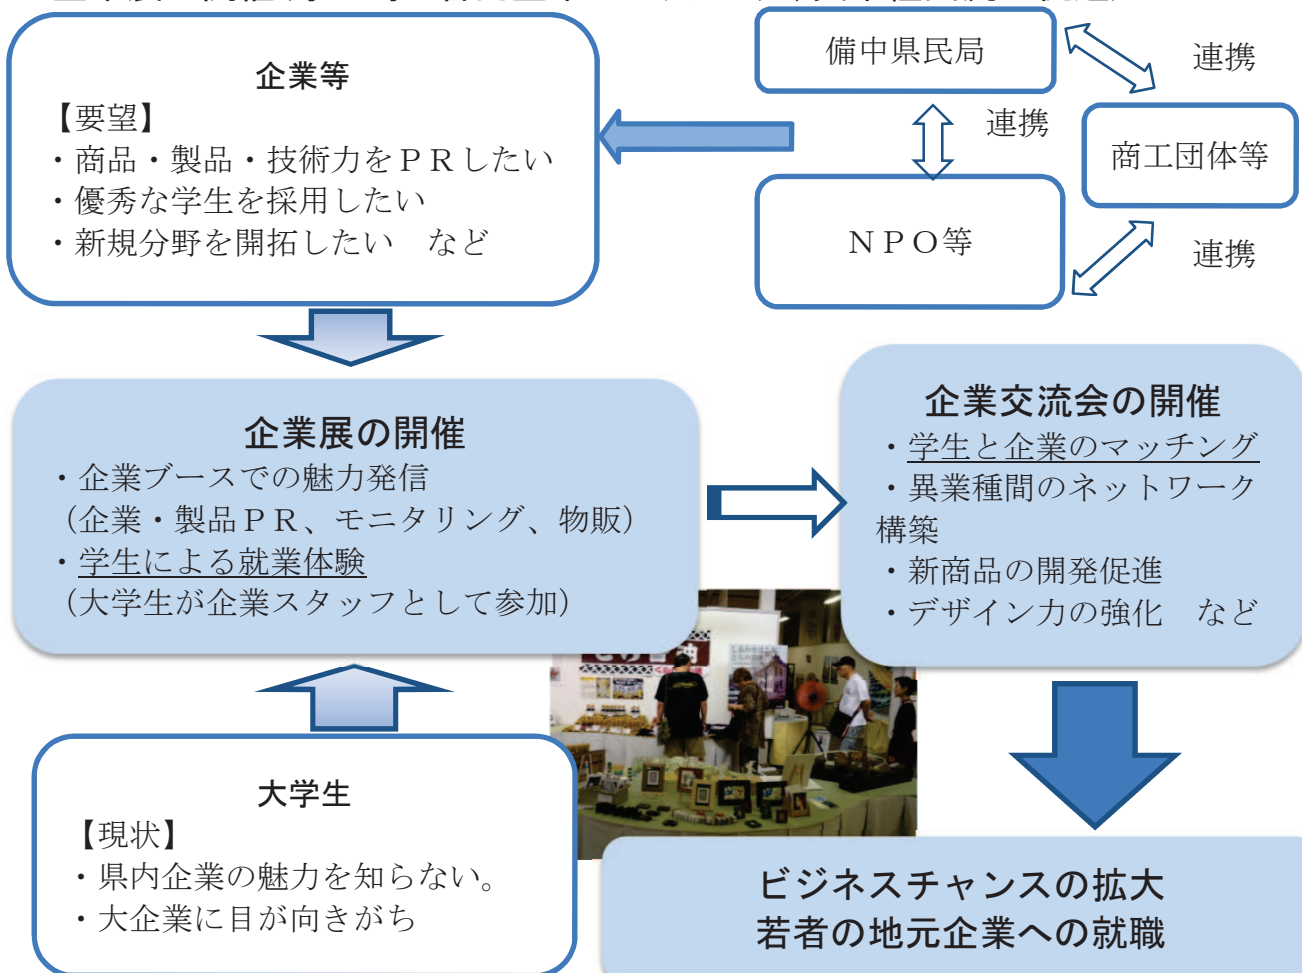 企業等
【要望】
・商品・製品・技術力をＰＲしたい
・優秀な学生を採用したい
・新規分野を開拓したい　など
備中県民局
連携
連携
商工団体等
ＮＰＯ等
連携
企業展の開催
・企業ブースでの魅力発信
（企業・製品ＰＲ、モニタリング、物販）
・学生による就業体験
（大学生が企業スタッフとして参加）
企業交流会の開催
・学生と企業のマッチング
・異業種間のネットワーク
構築
・新商品の開発促進
・デザイン力の強化　など
大学生
【現状】
・県内企業の魅力を知らない。
・大企業に目が向きがち
ビジネスチャンスの拡大
若者の地元企業への就職